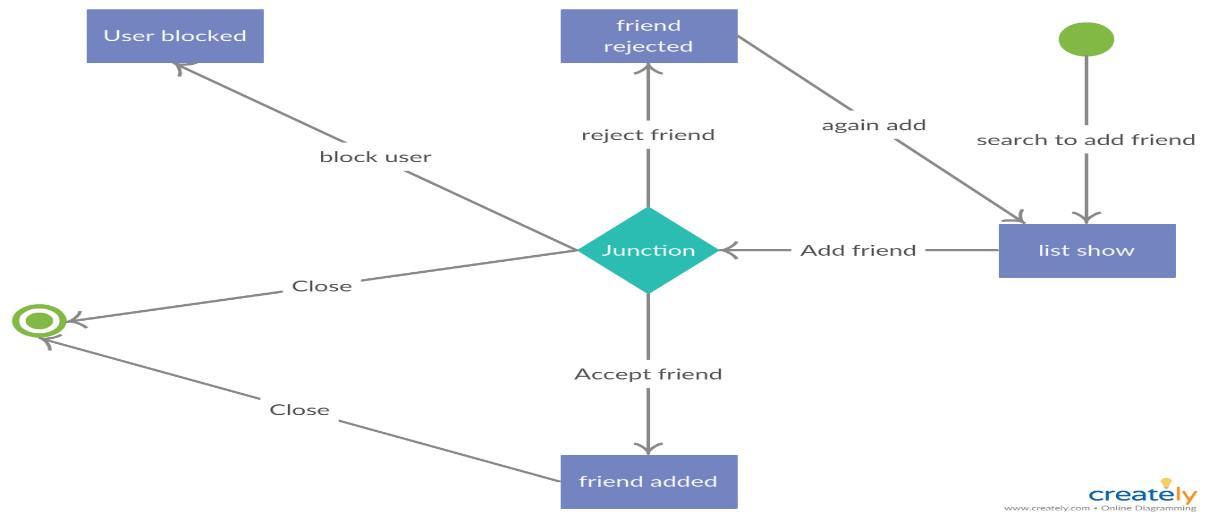 User blocked
friend
rejected
again add
reject friend
search to add friend
block user
Junction
Add friend
list show
Close
Accept friend
Close
friend added
creately
www.creately.com • Online Diagramming